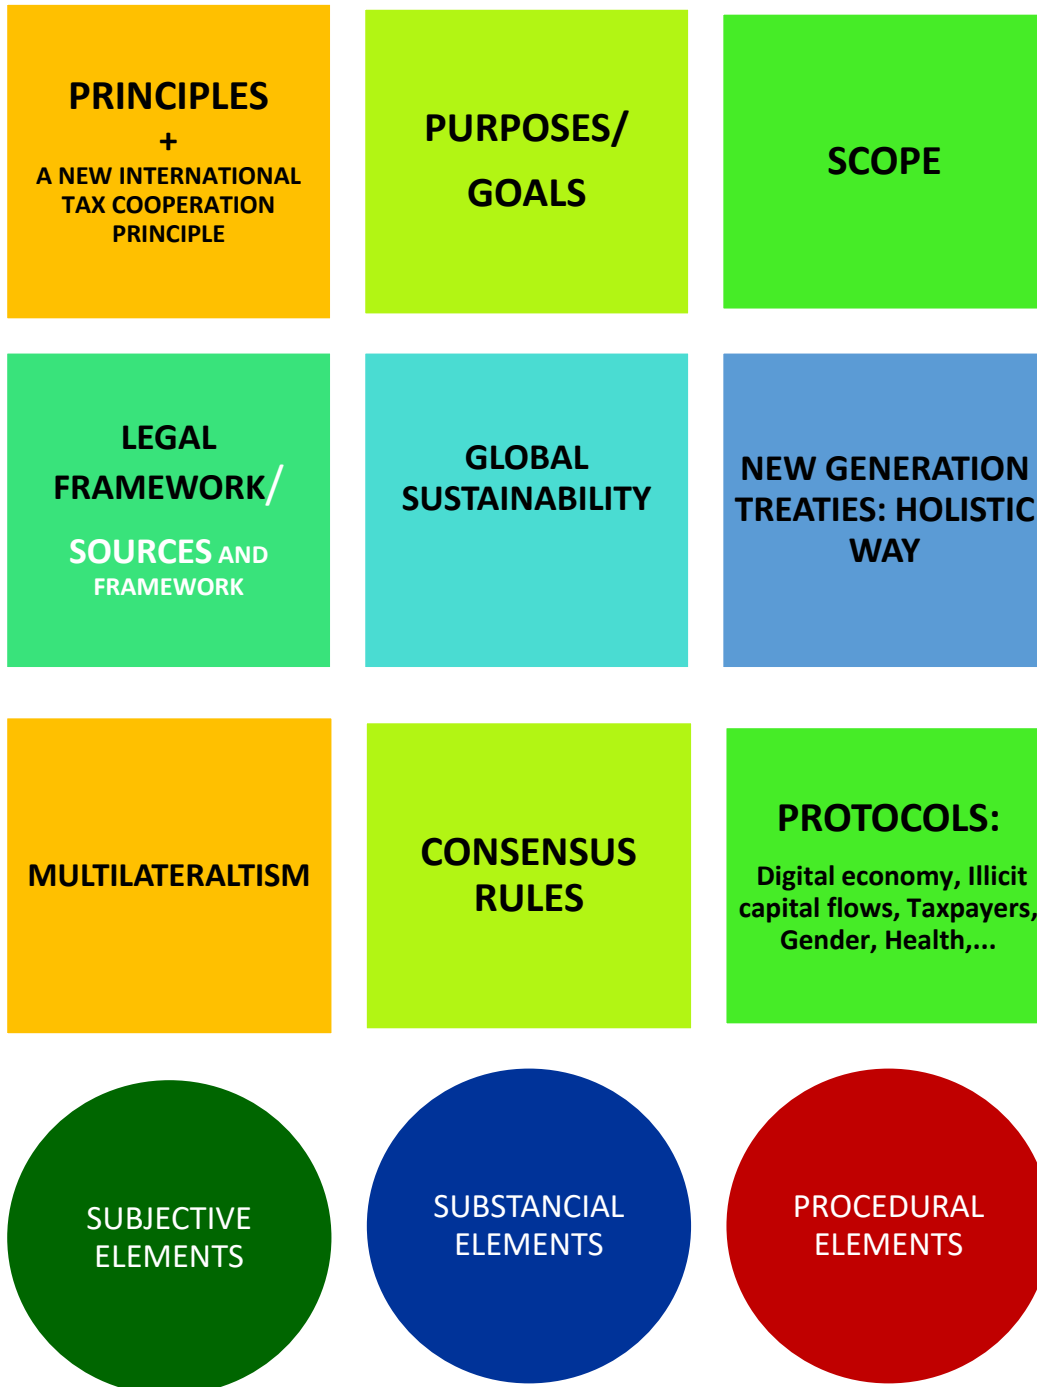 PRINCIPLES
+
A NEW INTERNATIONAL
TAX COOPERATION
PRINCIPLE
PURPOSES/
GOALS
SCOPE
LEGAL
FRAMEWORK/
SOURCES AND
FRAMEWORK
GLOBAL
SUSTAINABILITY
NEW GENERATION
TREATIES: HOLISTIC
WAY
MULTILATERALTISM
CONSENSUS
RULES
PROTOCOLS:
Digital economy, Illicit
capital flows, Taxpayers,
Gender, Health,...
SUBJECTIVE
ELEMENTS
SUBSTANCIAL
ELEMENTS
PROCEDURAL
ELEMENTS